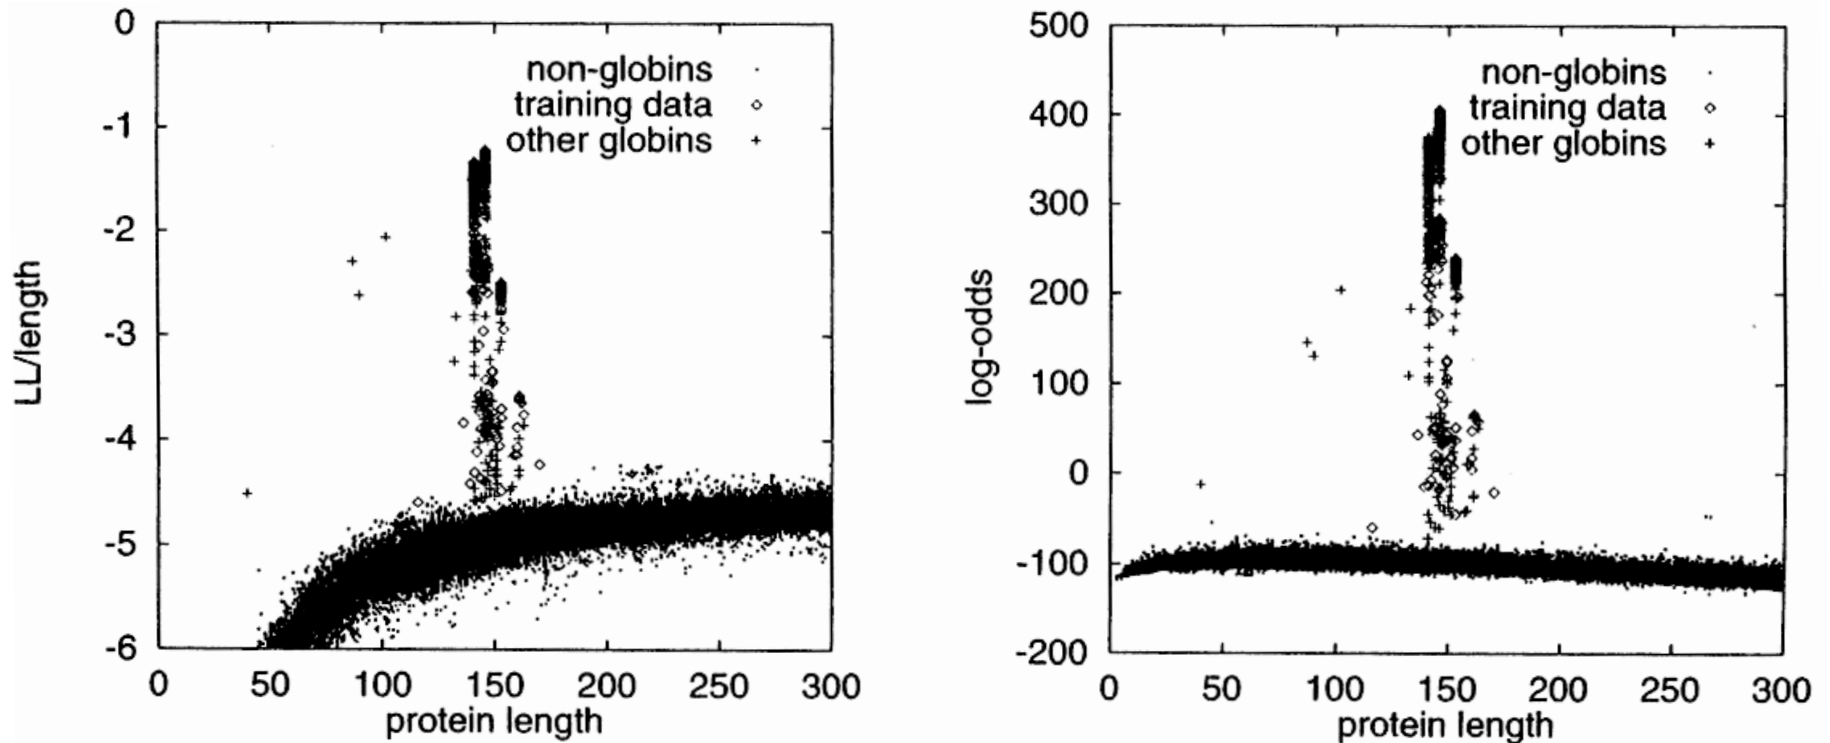 0
-1
-2
-3
-4
-5
-6
LL/length
non-globins
training data
other globins
0 50 100 150 200 250 300
protein length
500
400
300
200
100
0
-100
-200
log-odds
non-globins
training data
other globins
0 50 100 150 200 250 300
protein length